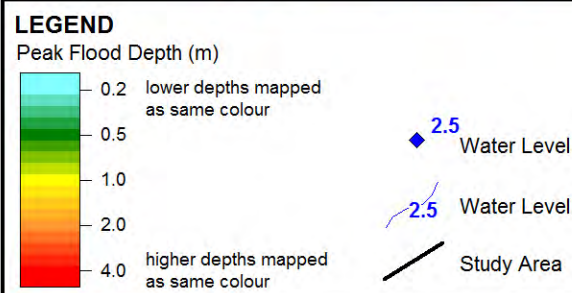 LEGEND
Peak Flood Depth (m)
0.2 lower depths mapped
as same colour
0.5
1.0
2.0
4.0 higher depths mapped
as same colour
2.5 Water Level
2.5 Water Level
Study Area